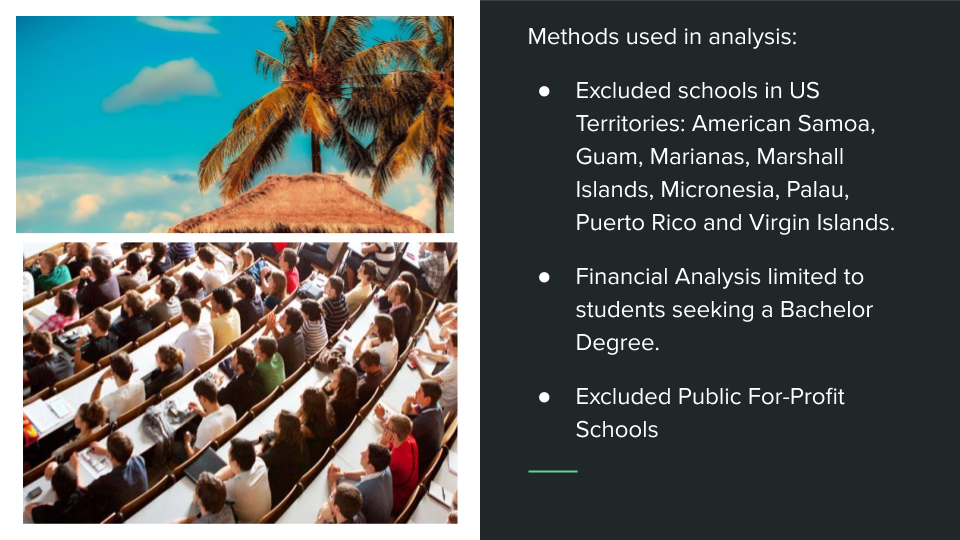 Methods used in analysis:
● Excluded schools in US
Territories: American Samoa,
Guam, Marianas, Marshall
Islands, Micronesia, Palau,
Puerto Rico and Virgin Islands.
● Financial Analysis limited to
students seeking a Bachelor
Degree.
● Excluded Public For-Profit
Schools